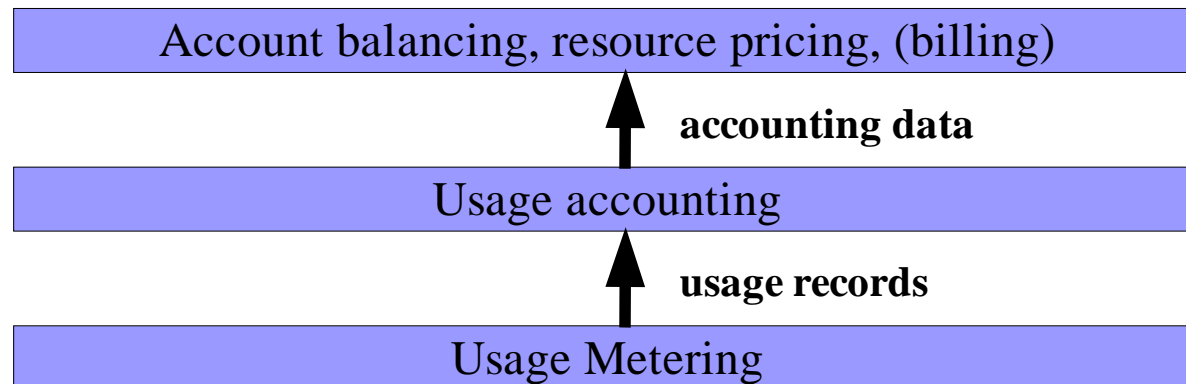 Account balancing, resource pricing, (billing)
accounting data
Usage accounting
usage records
Usage Metering